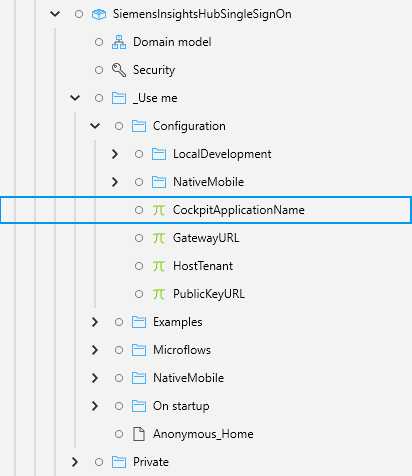 SiemensInsightsHubSingleSignOn
Domain model
Security
_Use me
Configuration
LocalDevelopment
NativeMobile
CockpitApplicationName
GatewayURL
HostTenant
PublicKeyURL
Examples
Microflows
NativeMobile
On startup
Anonymous_Home
Private